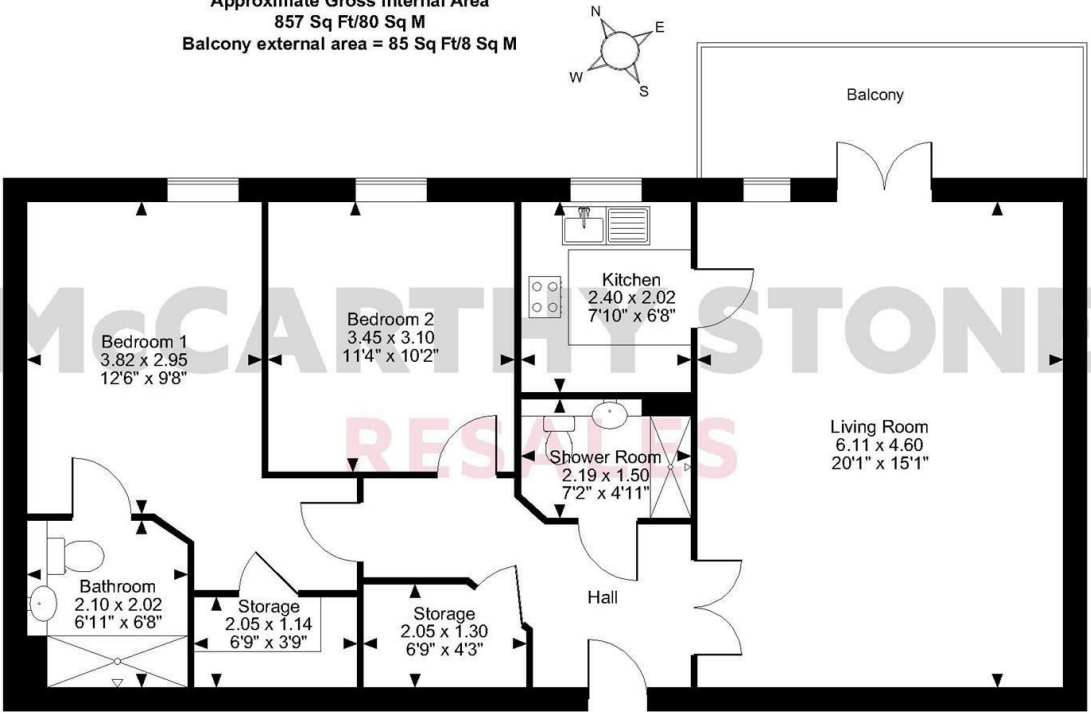 Approximate Gross Internal Area
857 Sq Ft/80 Sq M
Balcony external area = 85 Sq Ft/8 Sq M
N
E
W
S
Balcony
McCARTHY STONE
RESALES
Bedroom 1
3.82 x 2.95
12'6" x 9'8"
Bedroom 2
3.45 x 3.10
11'4" x 10'2"
Kitchen
2.40 x 2.02
7'10" x 6'8"
Living Room
6.11 x 4.60
20'1" x 15'1"
Shower Room
2.19 x 1.50
7'2" x 4'11"
Bathroom
2.10 x 2.02
6'11" x 6'8"
Storage
2.05 x 1.14
6'9" x 3'9"
Storage
2.05 x 1.30
6'9" x 4'3"
Hall